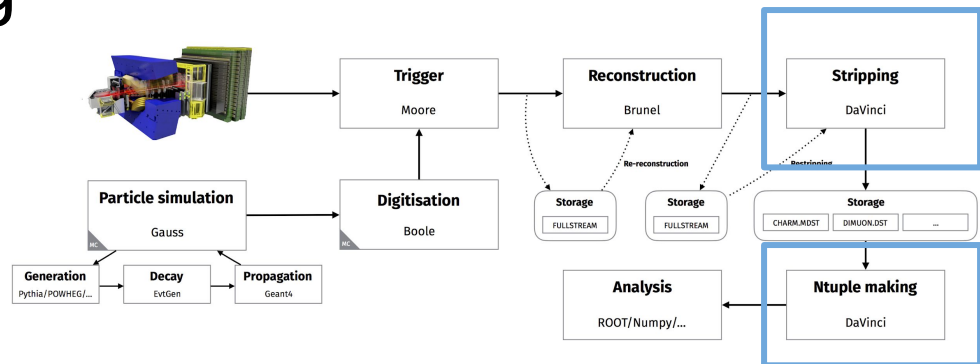 g
Trigger
Moore
Reconstruction
Brunel
Stripping
DaVinci
Re-reconstruction
Restripping
Particle simulation
Gauss
MC
Digitisation
Boole
MC
Storage
FULLSTREAM
Storage
FULLSTREAM
Storage
CHARM.MDST DIMUON.DST ...
Generation
Pythia/POWHEG/...
Decay
EvtGen
Propagation
Geant4
Analysis
ROOT/Numpy/...
Ntuple making
DaVinci